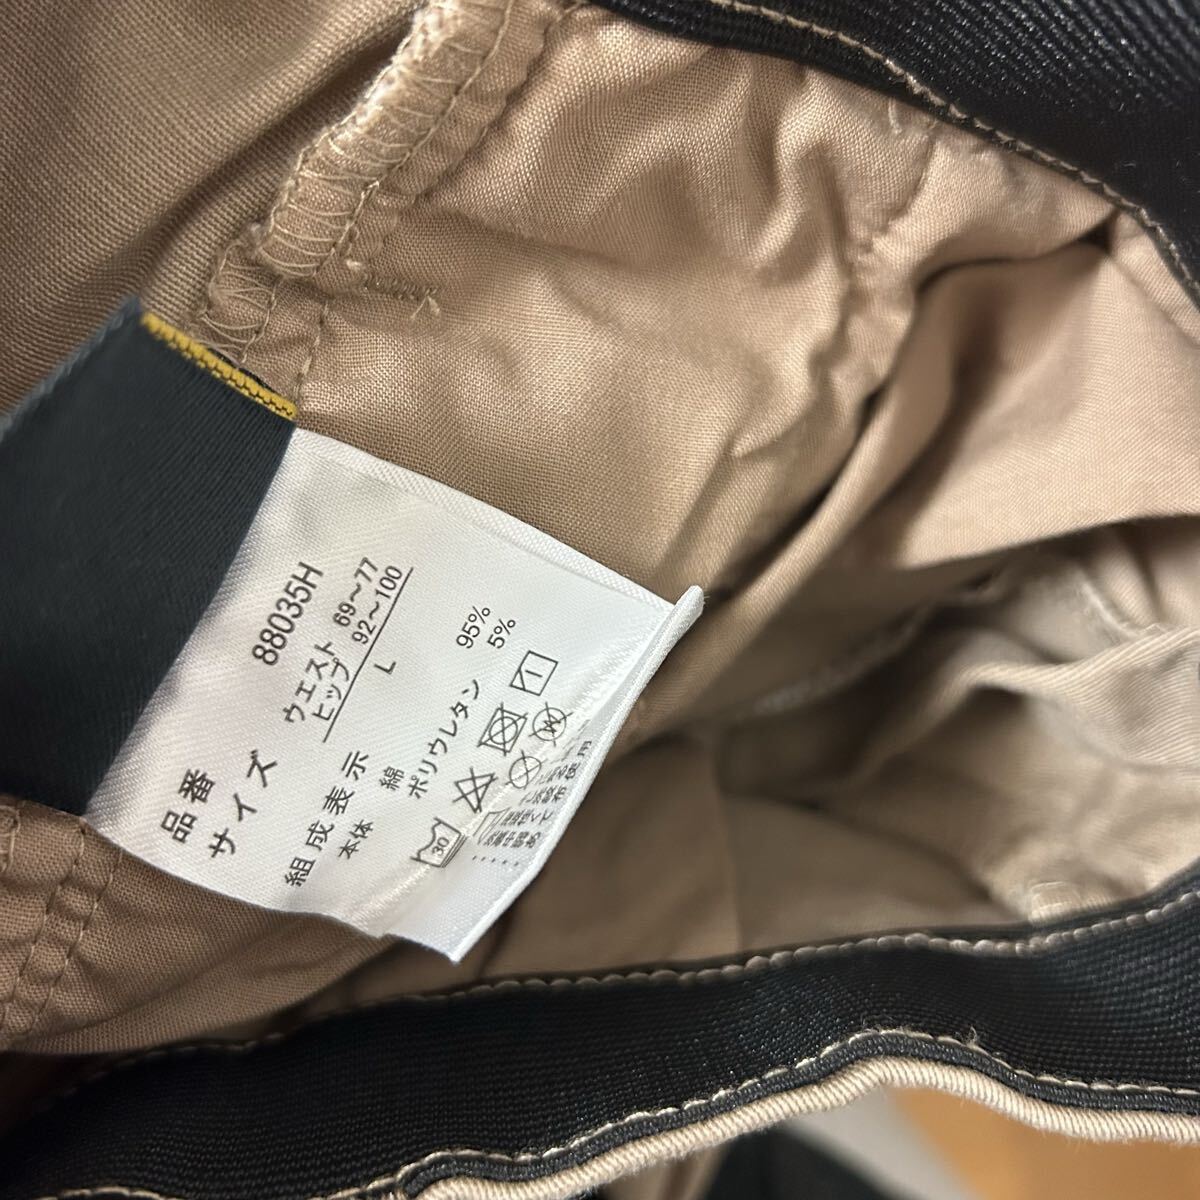 品番 88035H
サイズ ウエスト 69～77
ヒップ 92～100
L
組成表示
本体 綿 95%
ポリウレタン 5%
30
W